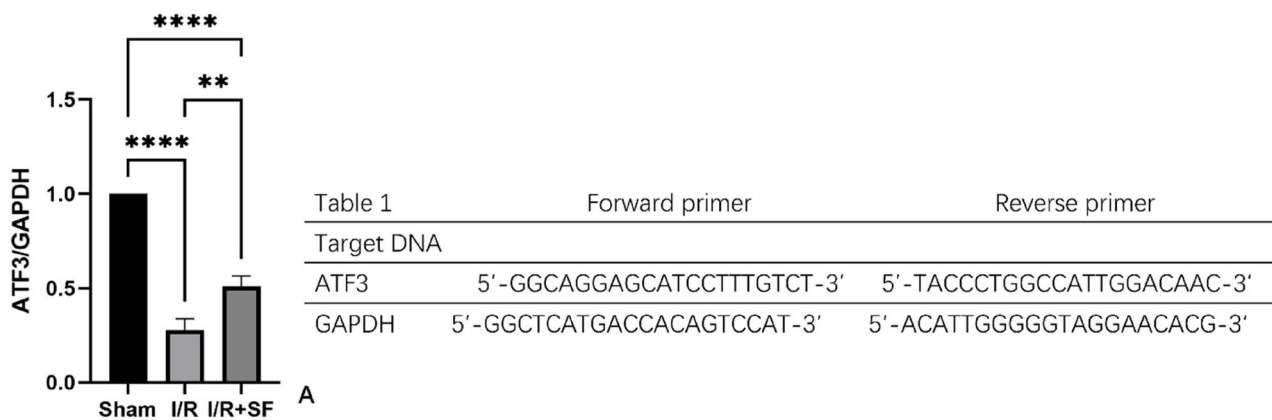 ****
**
****
1.5
1.0
0.5
0.0
ATF3/GAPDH
Sham I/R I/R+SF
A
Table 1 Forward primer Reverse primer
Target DNA
ATF3 5'-GGCAGGAGCATCCTTTGTCT-3' 5'-TACCCTGGCCATTGGACAAC-3'
GAPDH 5'-GGCTCATGACCACAGTCCAT-3' 5'-ACATTGGGGGTAGGAACACG-3'